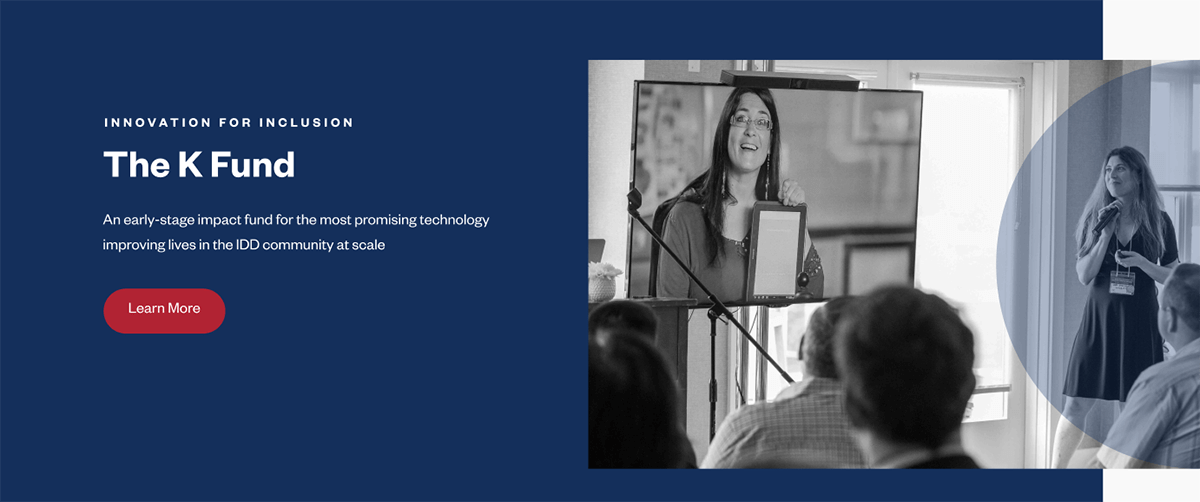 INNOVATION FOR INCLUSION
The K Fund
An early-stage impact fund for the most promising technology
improving lives in the IDD community at scale
Learn More